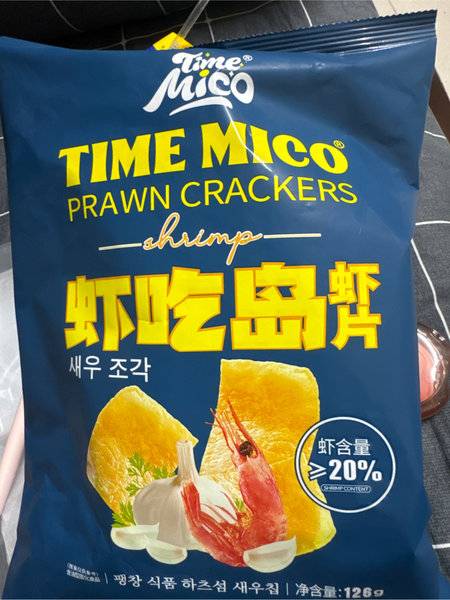 Time®
MiCO
TIME MICO®
PRAWN CRACKERS
shrimp
虾吃岛虾片
새우 조각
虾含量
≥20%
SHRIMP CONTENT
팽창 식품 하츠섬 새우칩
净含量:126g